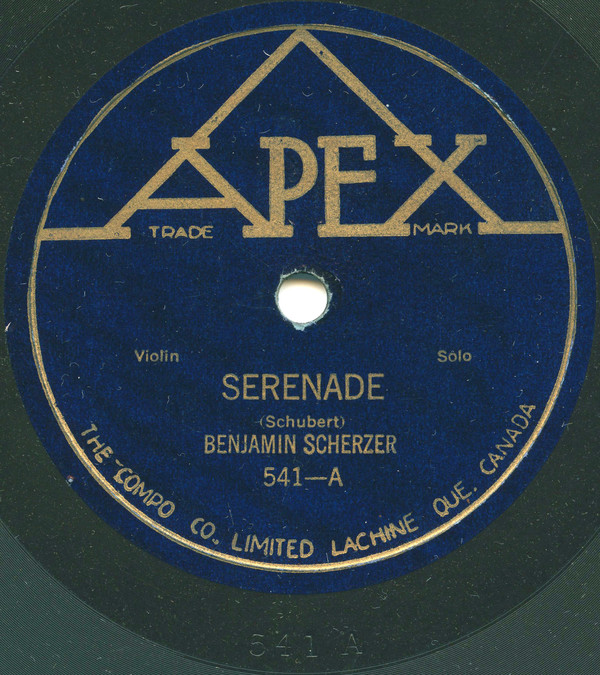 APEX
TRADE MARK
Violin Solo
SERENADE
(Schubert)
BENJAMIN SCHERZER
541—A
THE COMPO CO. LIMITED LACHINE QUE. CANADA
541 A